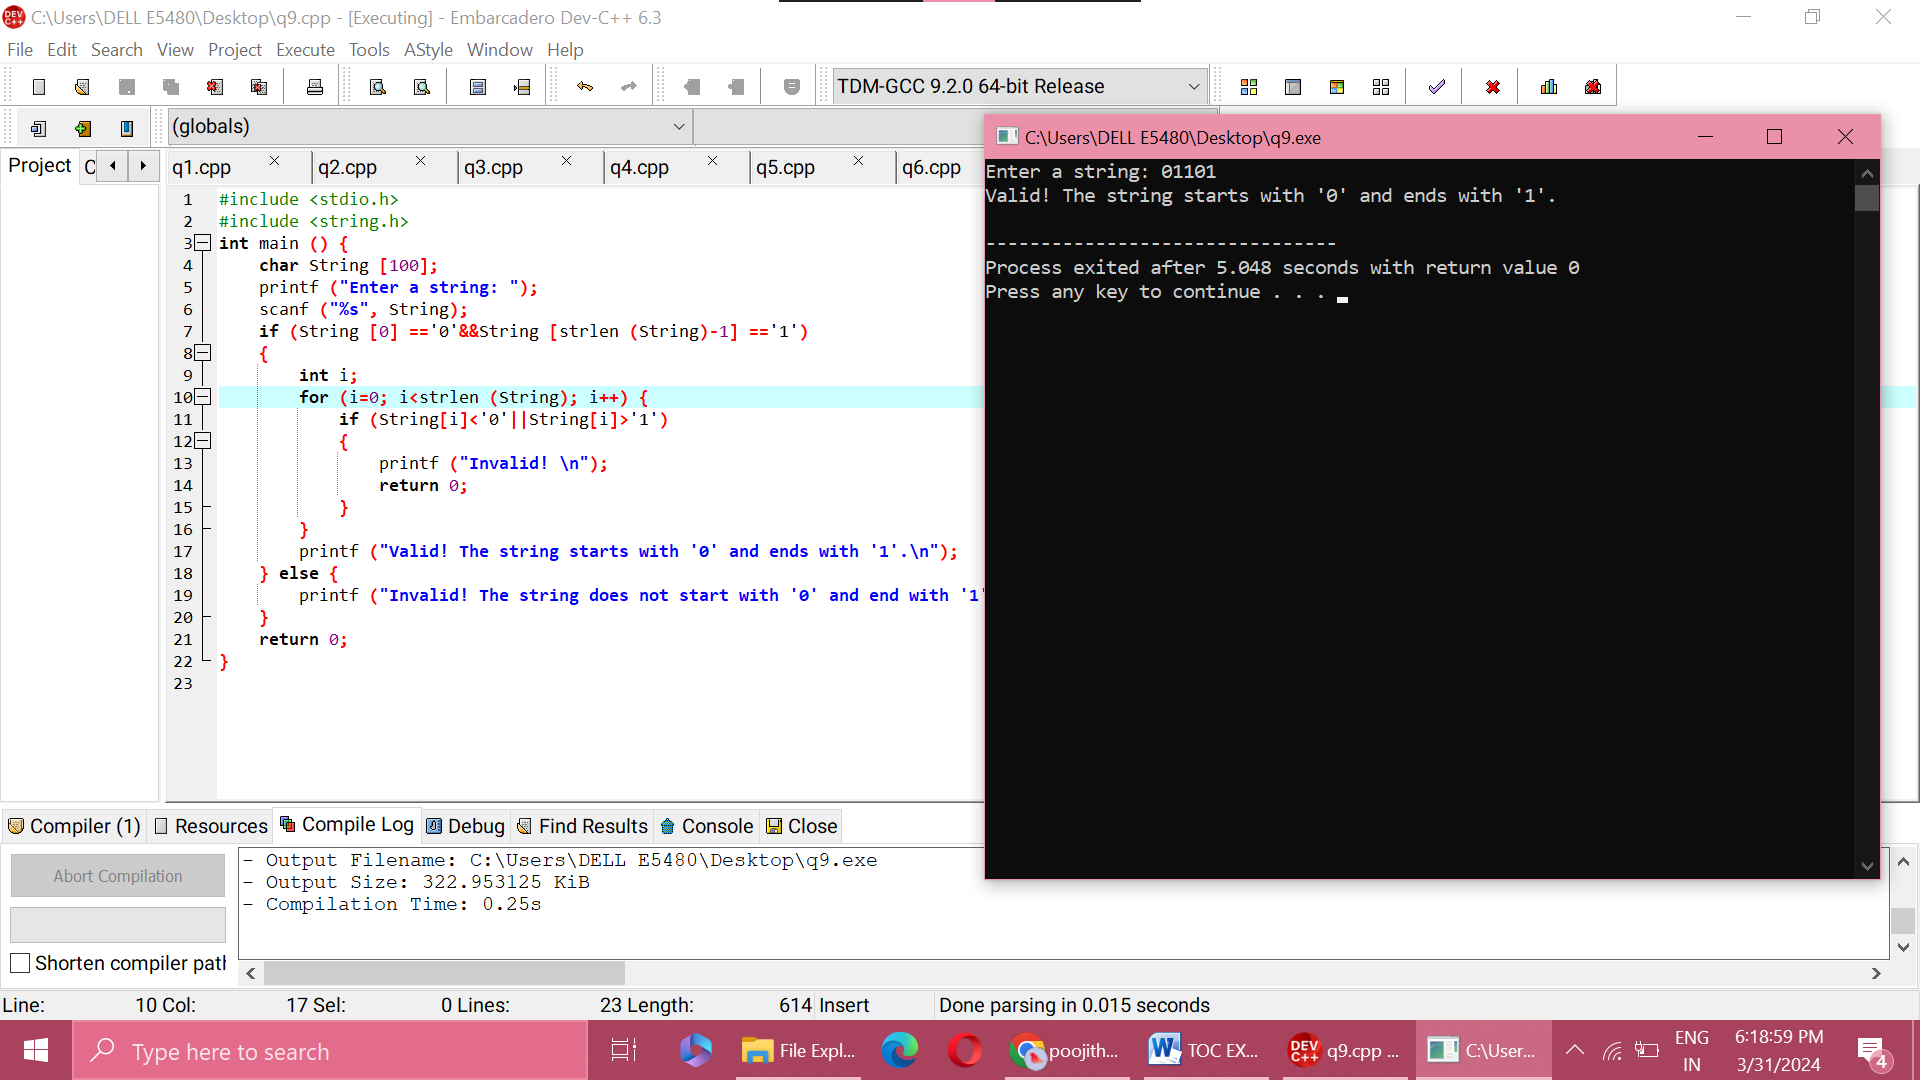 C:\Users\DELL E5480\Desktop\q9.cpp - [Executing] - Embarcadero Dev-C++ 6.3
File Edit Search View Project Execute Tools AStyle Window Help
TDM-GCC 9.2.0 64-bit Release
(globals)
Project C
q1.cpp q2.cpp q3.cpp q4.cpp q5.cpp q6.cpp
1 #include <stdio.h>
2 #include <string.h>
3 int main () {
4 char String [100];
5 printf ("Enter a string: ");
6 scanf ("%s", String);
7 if (String [0] =='0'&&String [strlen (String)-1] =='1')
8 {
9 int i;
10 for (i=0; i<strlen (String); i++) {
11 if (String[i]<'0'||String[i]>'1')
12 {
13 printf ("Invalid! \n");
14 return 0;
15 }
16 }
17 printf ("Valid! The string starts with '0' and ends with '1'.\n");
18 } else {
19 printf ("Invalid! The string does not start with '0' and end with '1'
20 }
21 return 0;
22 }
23
C:\Users\DELL E5480\Desktop\q9.exe
Enter a string: 01101
Valid! The string starts with '0' and ends with '1'.
--------------------------------
Process exited after 5.048 seconds with return value 0
Press any key to continue . . .
Compiler (1) Resources Compile Log Debug Find Results Console Close
Abort Compilation
Shorten compiler path
- Output Filename: C:\Users\DELL E5480\Desktop\q9.exe
- Output Size: 322.953125 KiB
- Compilation Time: 0.25s
Line: 10 Col: 17 Sel: 0 Lines: 23 Length: 614 Insert Done parsing in 0.015 seconds
Type here to search
File Expl...
poojith...
TOC EX...
DEV C++
q9.cpp ...
C:\User...
ENG
IN
6:18:59 PM
3/31/2024
4